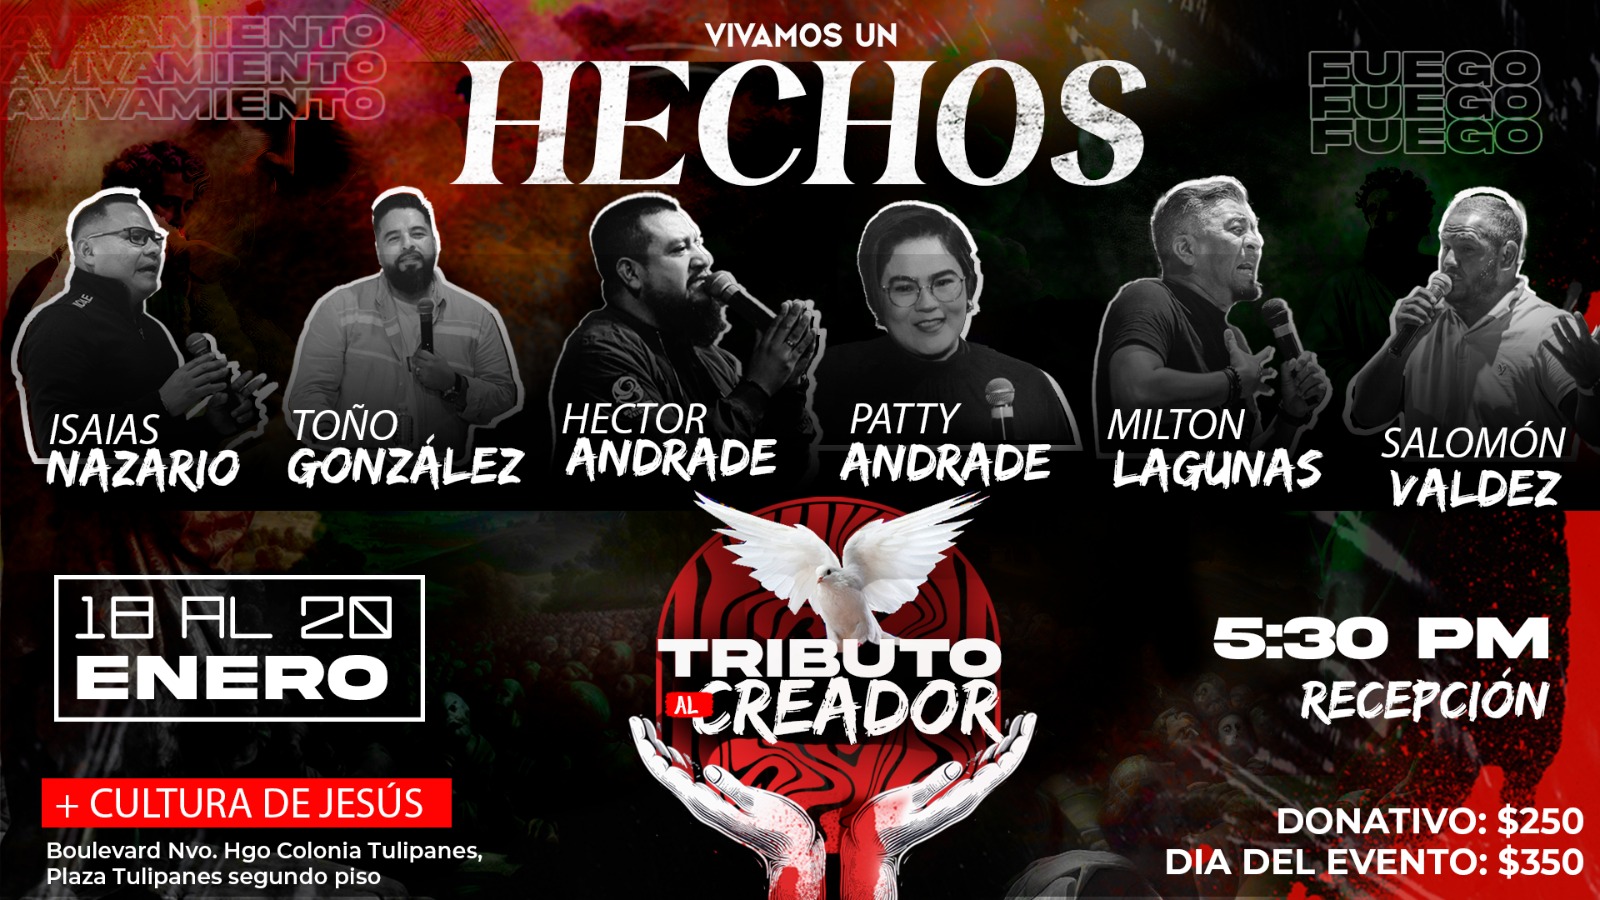 AVIVAMIENTO
AVIVAMIENTO
AVIVAMIENTO
VIVAMOS UN
HECHOS
FUEGO
FUEGO
FUEGO
ISAIAS
NAZARIO
TOÑO
GONZÁLEZ
HECTOR
ANDRADE
PATTY
ANDRADE
MILTON
LAGUNAS
SALOMÓN
VALDEZ
18 AL 20
ENERO
TRIBUTO
AL CREADOR
5:30 PM
RECEPCIÓN
+ CULTURA DE JESÚS
Boulevard Nvo. Hgo Colonia Tulipanes,
Plaza Tulipanes segundo piso
DONATIVO: $250
DIA DEL EVENTO: $350